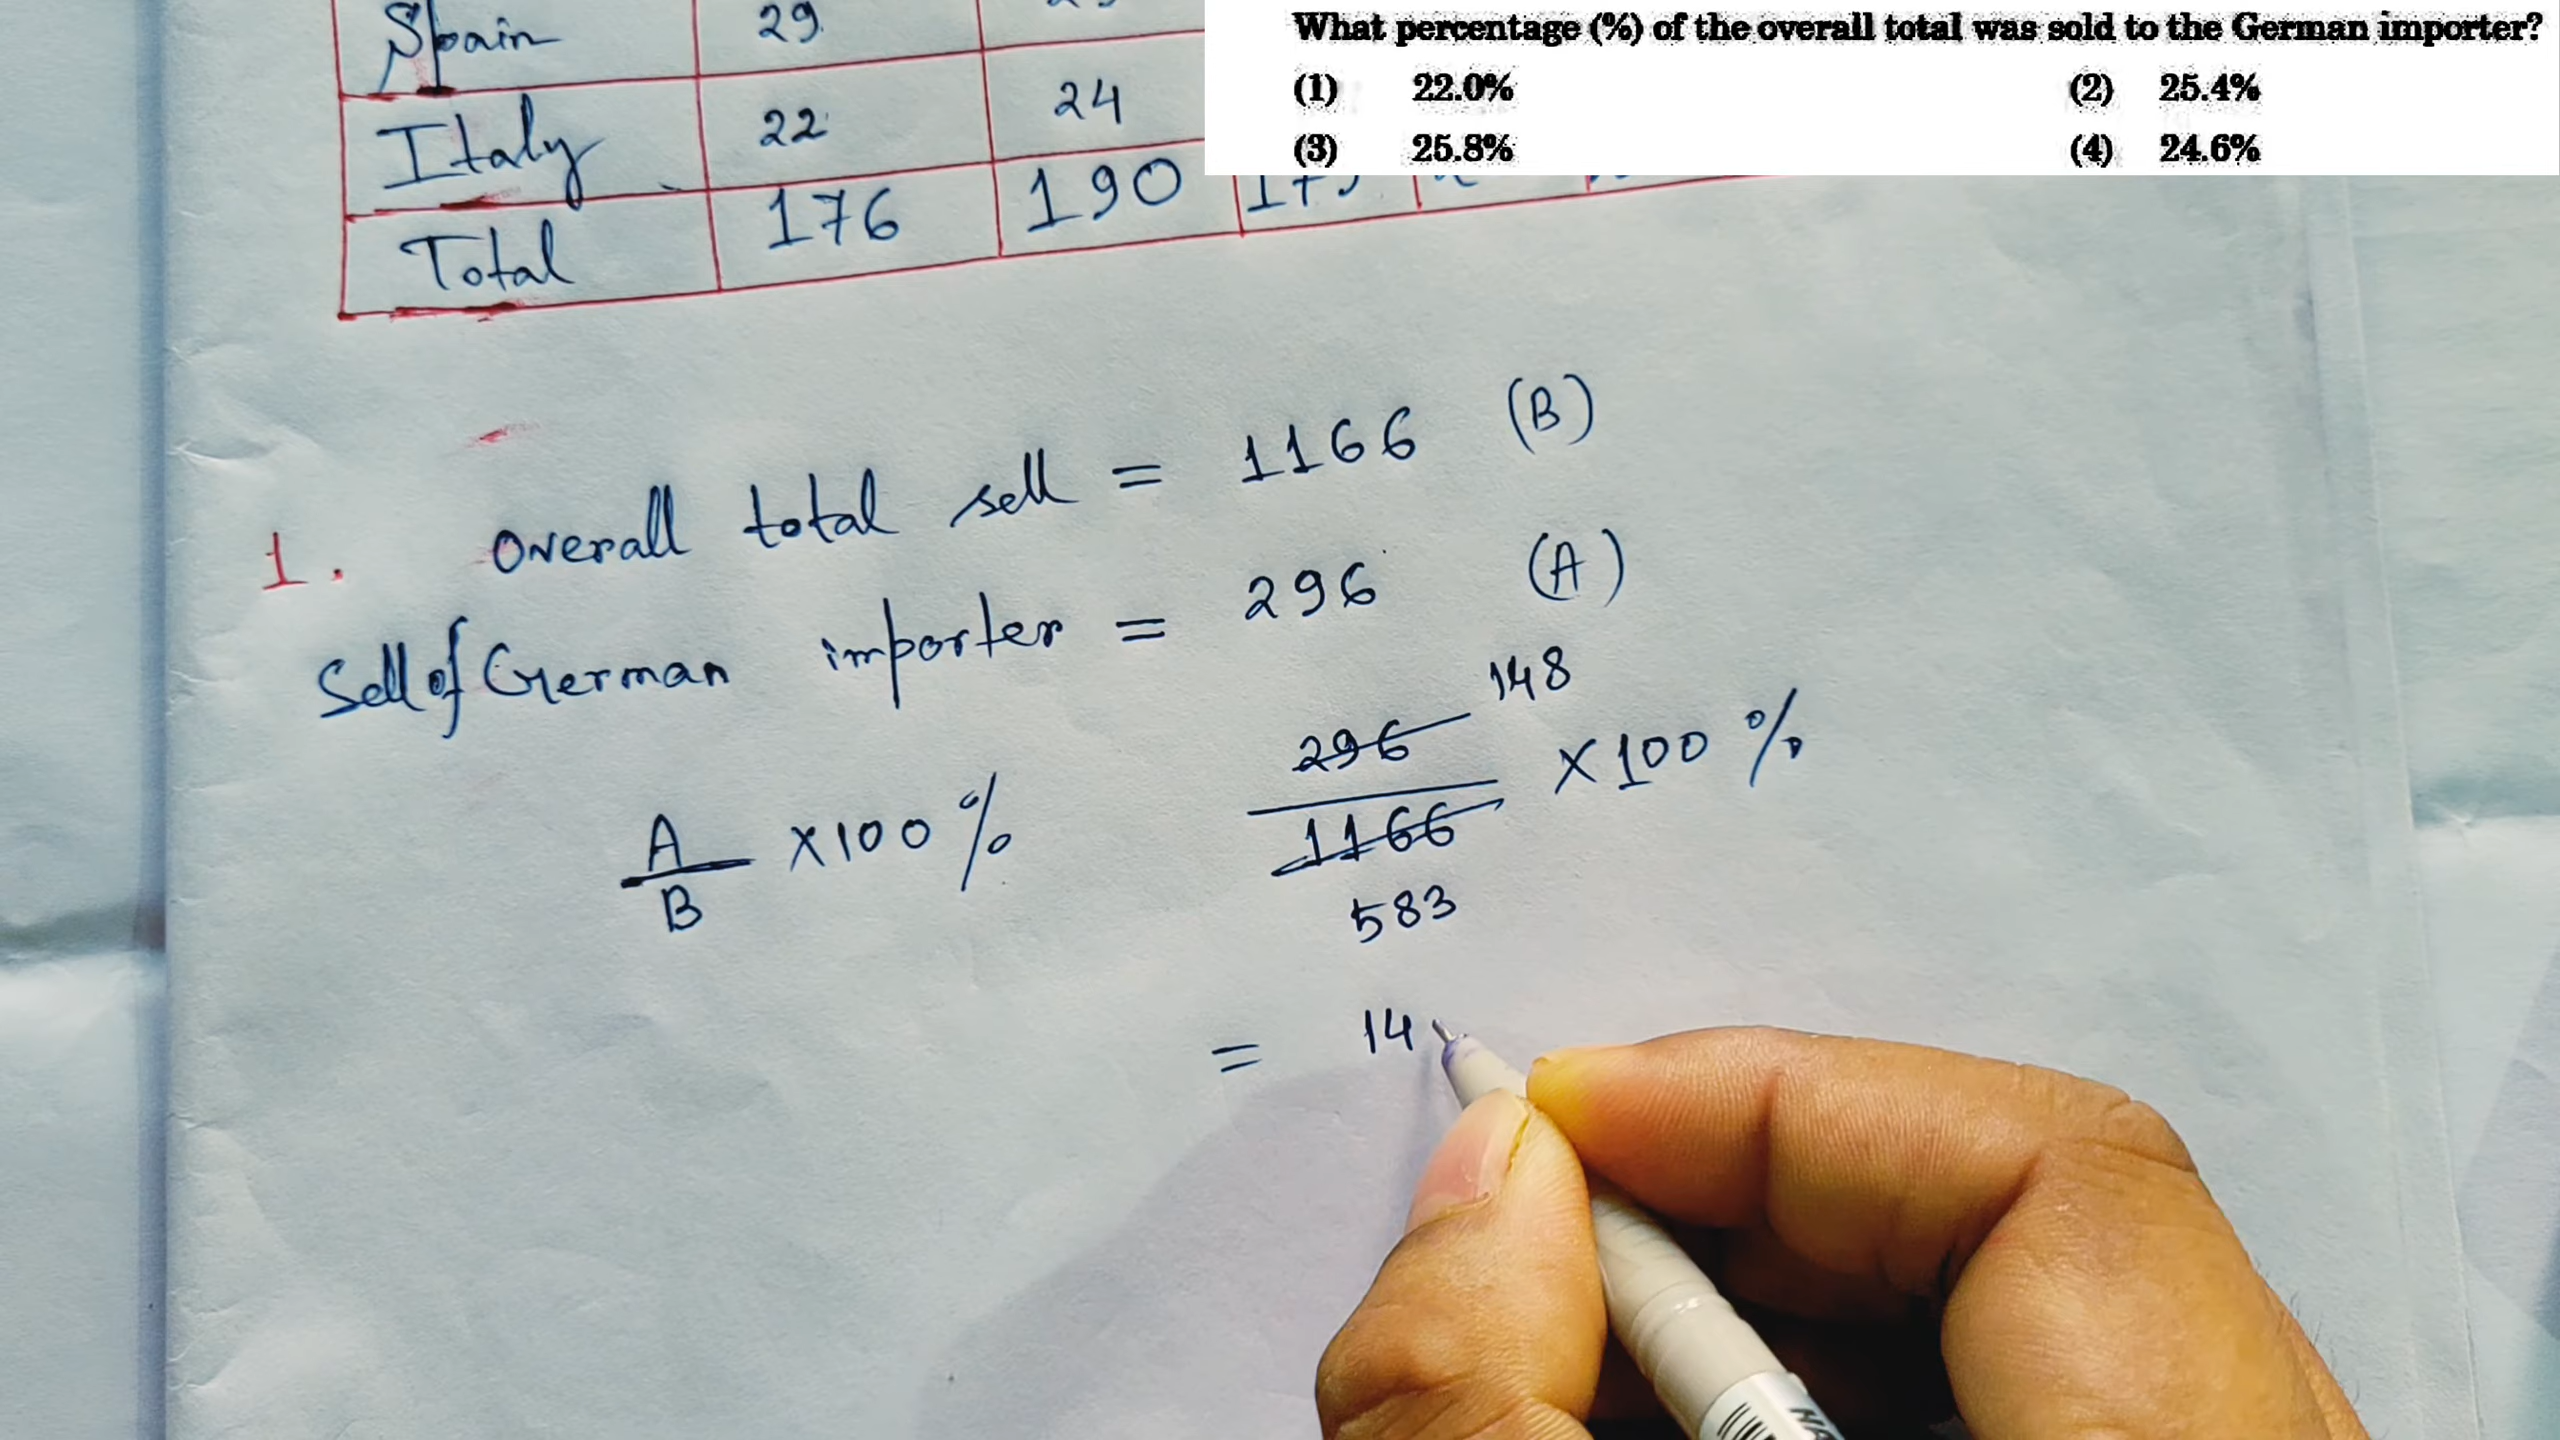 Spain 29
Italy 22 24
Total 176 190
What percentage (%) of the overall total was sold to the German importer?
(1) 22.0% (2) 25.4%
(3) 25.8% (4) 24.6%
1. Overall total sell = 1166 (B)
Sell of German importer = 296 (A)
148
A/B ×100% 296/1166 ×100%
583
= 14